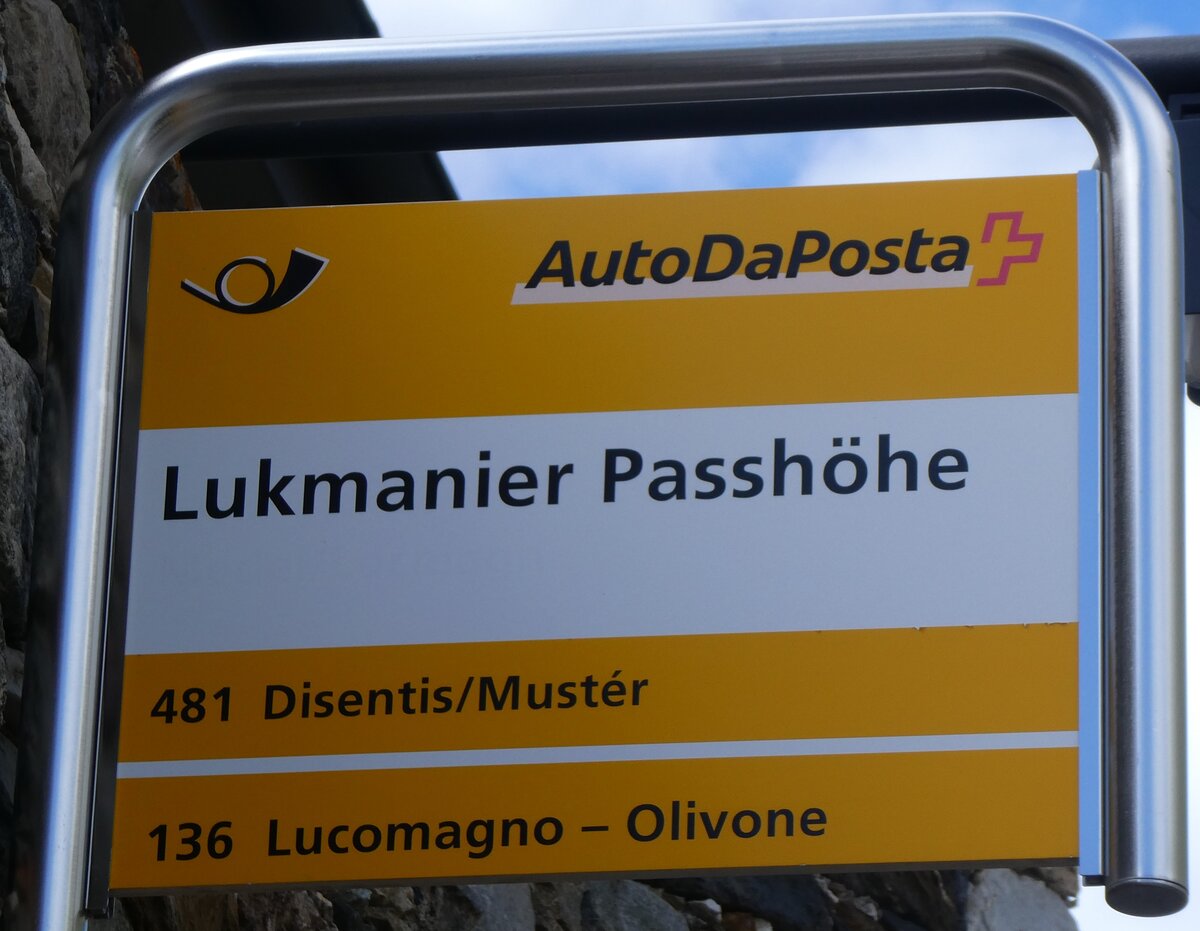 AutoDaPosta
Lukmanier Passhöhe
481 Disentis/Mustér
136 Lucomagno – Olivone